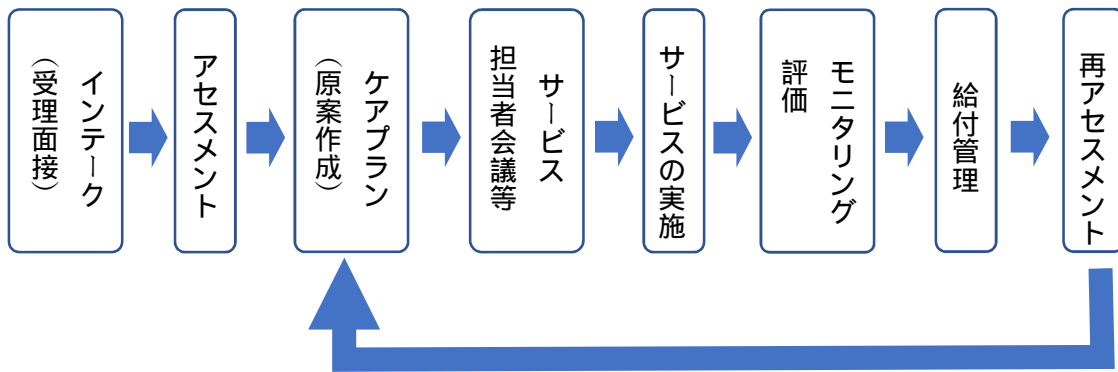 インテーク
（受理面接）
アセスメント
ケアプラン
（原案作成）
サービス
担当者会議等
サービスの実施
モニタリング
評価
給付管理
再アセスメント